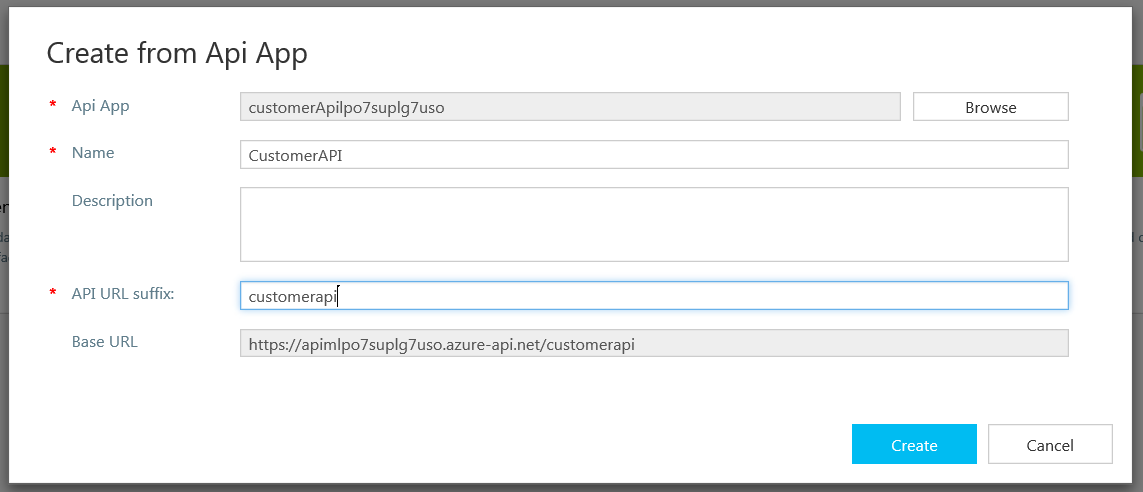 Create from Api App
* Api App customerApilpo7suplg7uso Browse
* Name CustomerAPI
Description
* API URL suffix: customerapi
Base URL https://apimlpo7suplg7uso.azure-api.net/customerapi
Create Cancel